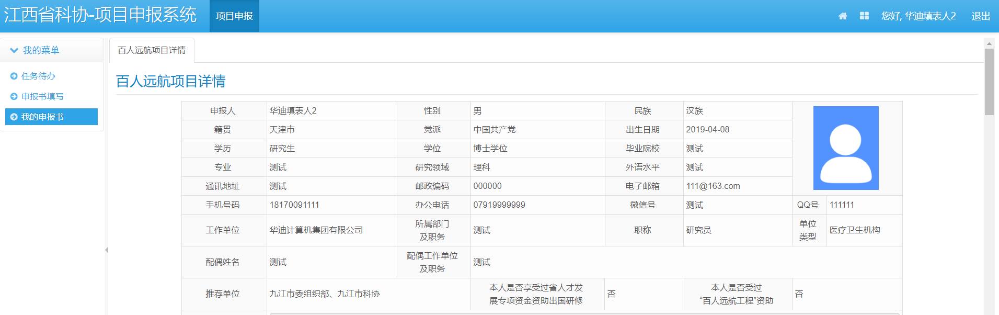 江西省科协-项目申报系统
项目申报
您好, 华迪填表人2
退出
我的菜单
任务待办
申报书填写
我的申报书
百人远航项目详情
百人远航项目详情
申报人 华迪填表人2 性别 男 民族 汉族
籍贯 天津市 党派 中国共产党 出生日期 2019-04-08
学历 研究生 学位 博士学位 毕业院校 测试
专业 测试 研究领域 理科 外语水平 测试
通讯地址 测试 邮政编码 000000 电子邮箱 111@163.com
手机号码 18170091111 办公电话 07919999999 微信号 测试 QQ号 111111
工作单位 华迪计算机集团有限公司
所属部门
及职务
测试 职称 研究员
单位
类型
医疗卫生机构
配偶姓名 测试
配偶工作单位
及职务
测试
推荐单位 九江市委组织部、九江市科协
本人是否享受过省人才发
展专项资金资助出国研修
否
本人是否受过
“百人远航工程”资助
否